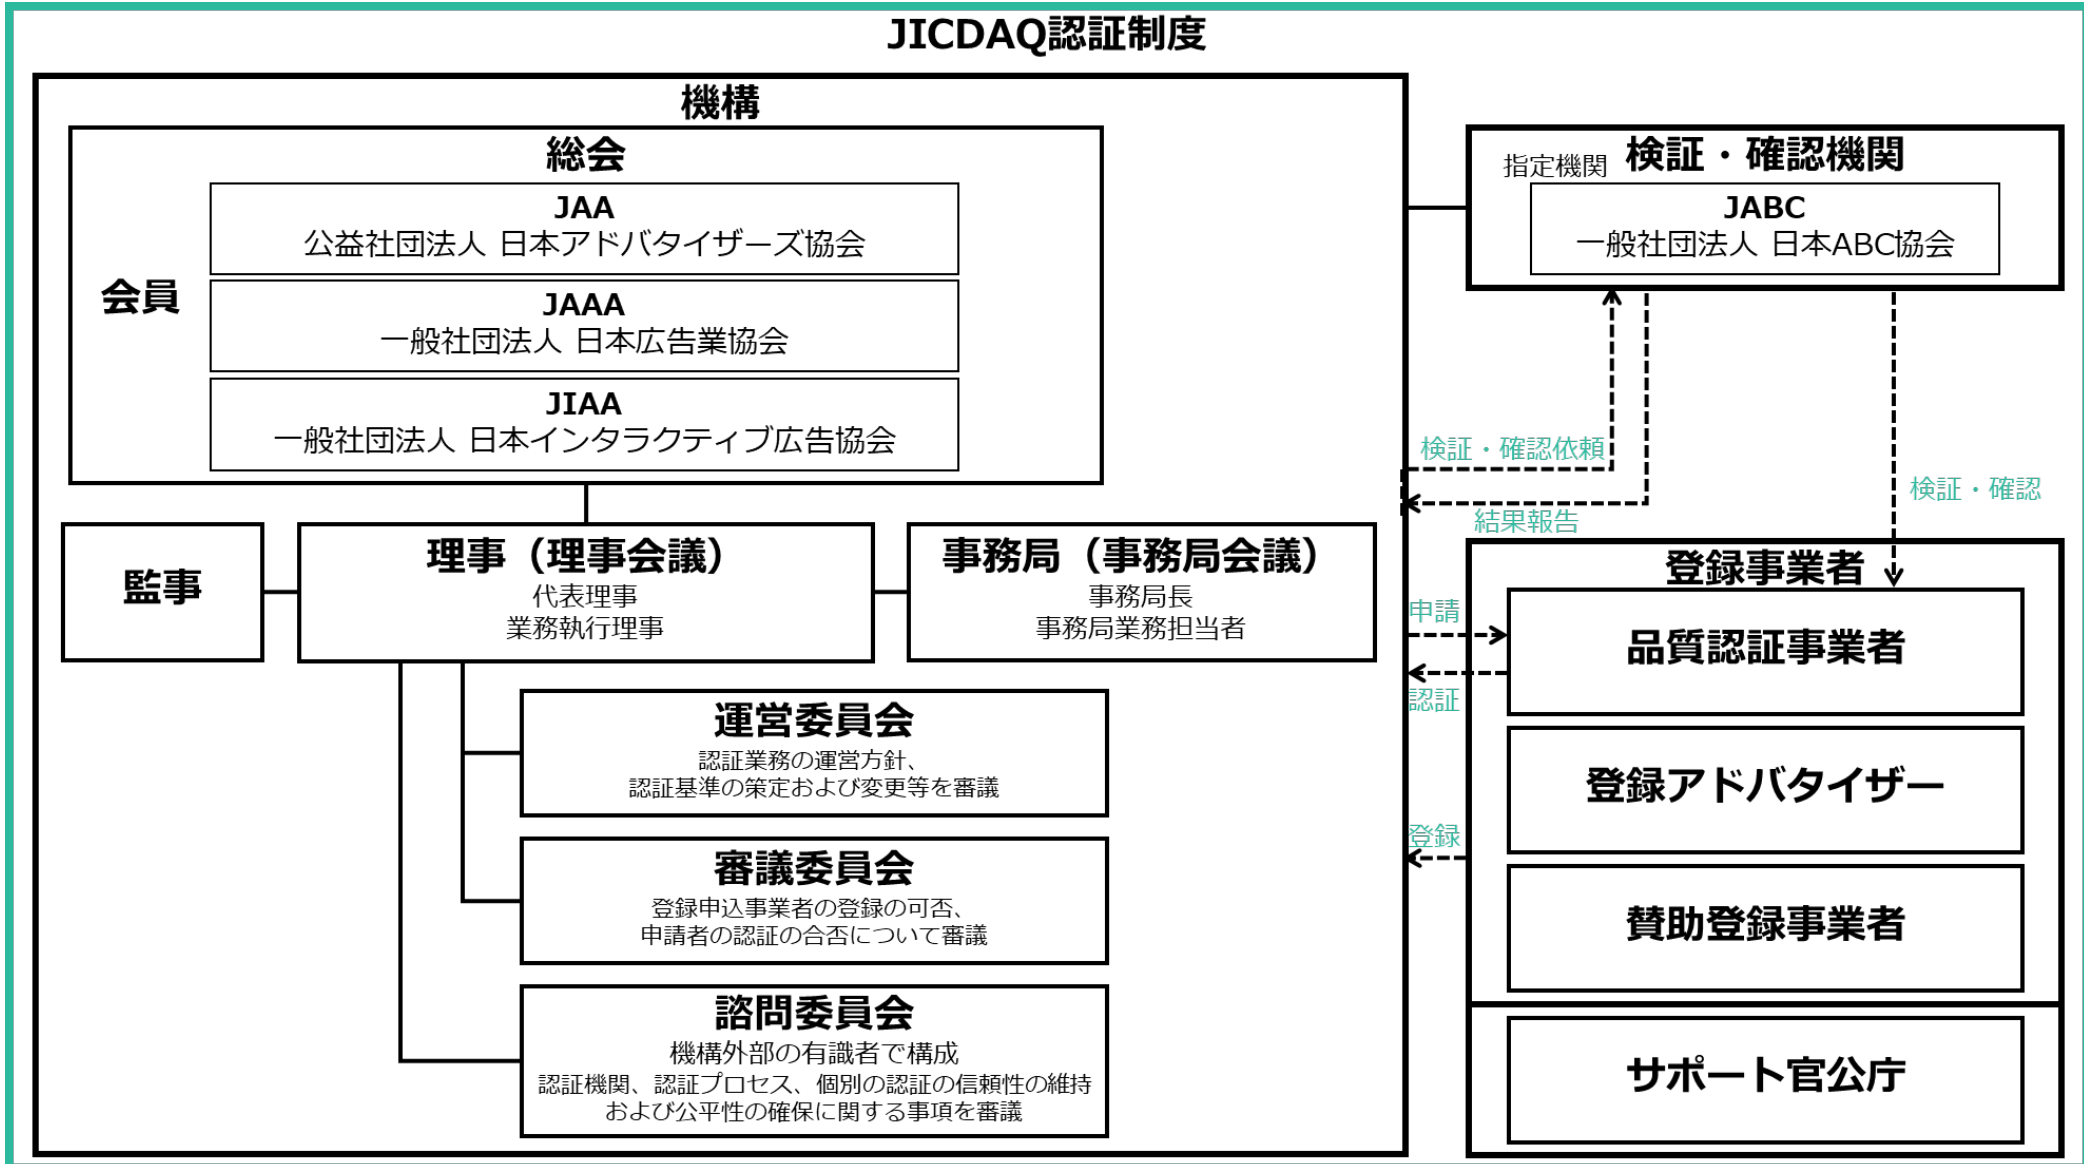 JICDAQ認証制度
機構
総会
会員
JAA
公益社団法人 日本アドバタイザーズ協会
JAAA
一般社団法人 日本広告業協会
JIAA
一般社団法人 日本インタラクティブ広告協会
監事
理事（理事会議）
代表理事
業務執行理事
事務局（事務局会議）
事務局長
事務局業務担当者
運営委員会
認証業務の運営方針、
認証基準の策定および変更等を審議
審議委員会
登録申込事業者の登録の可否、
申請者の認証の合否について審議
諮問委員会
機構外部の有識者で構成
認証機関、認証プロセス、個別の認証の信頼性の維持
および公平性の確保に関する事項を審議
指定機関 検証・確認機関
JABC
一般社団法人 日本ABC協会
検証・確認依頼
結果報告
検証・確認
申請
認証
登録
登録事業者
品質認証事業者
登録アドバタイザー
賛助登録事業者
サポート官公庁